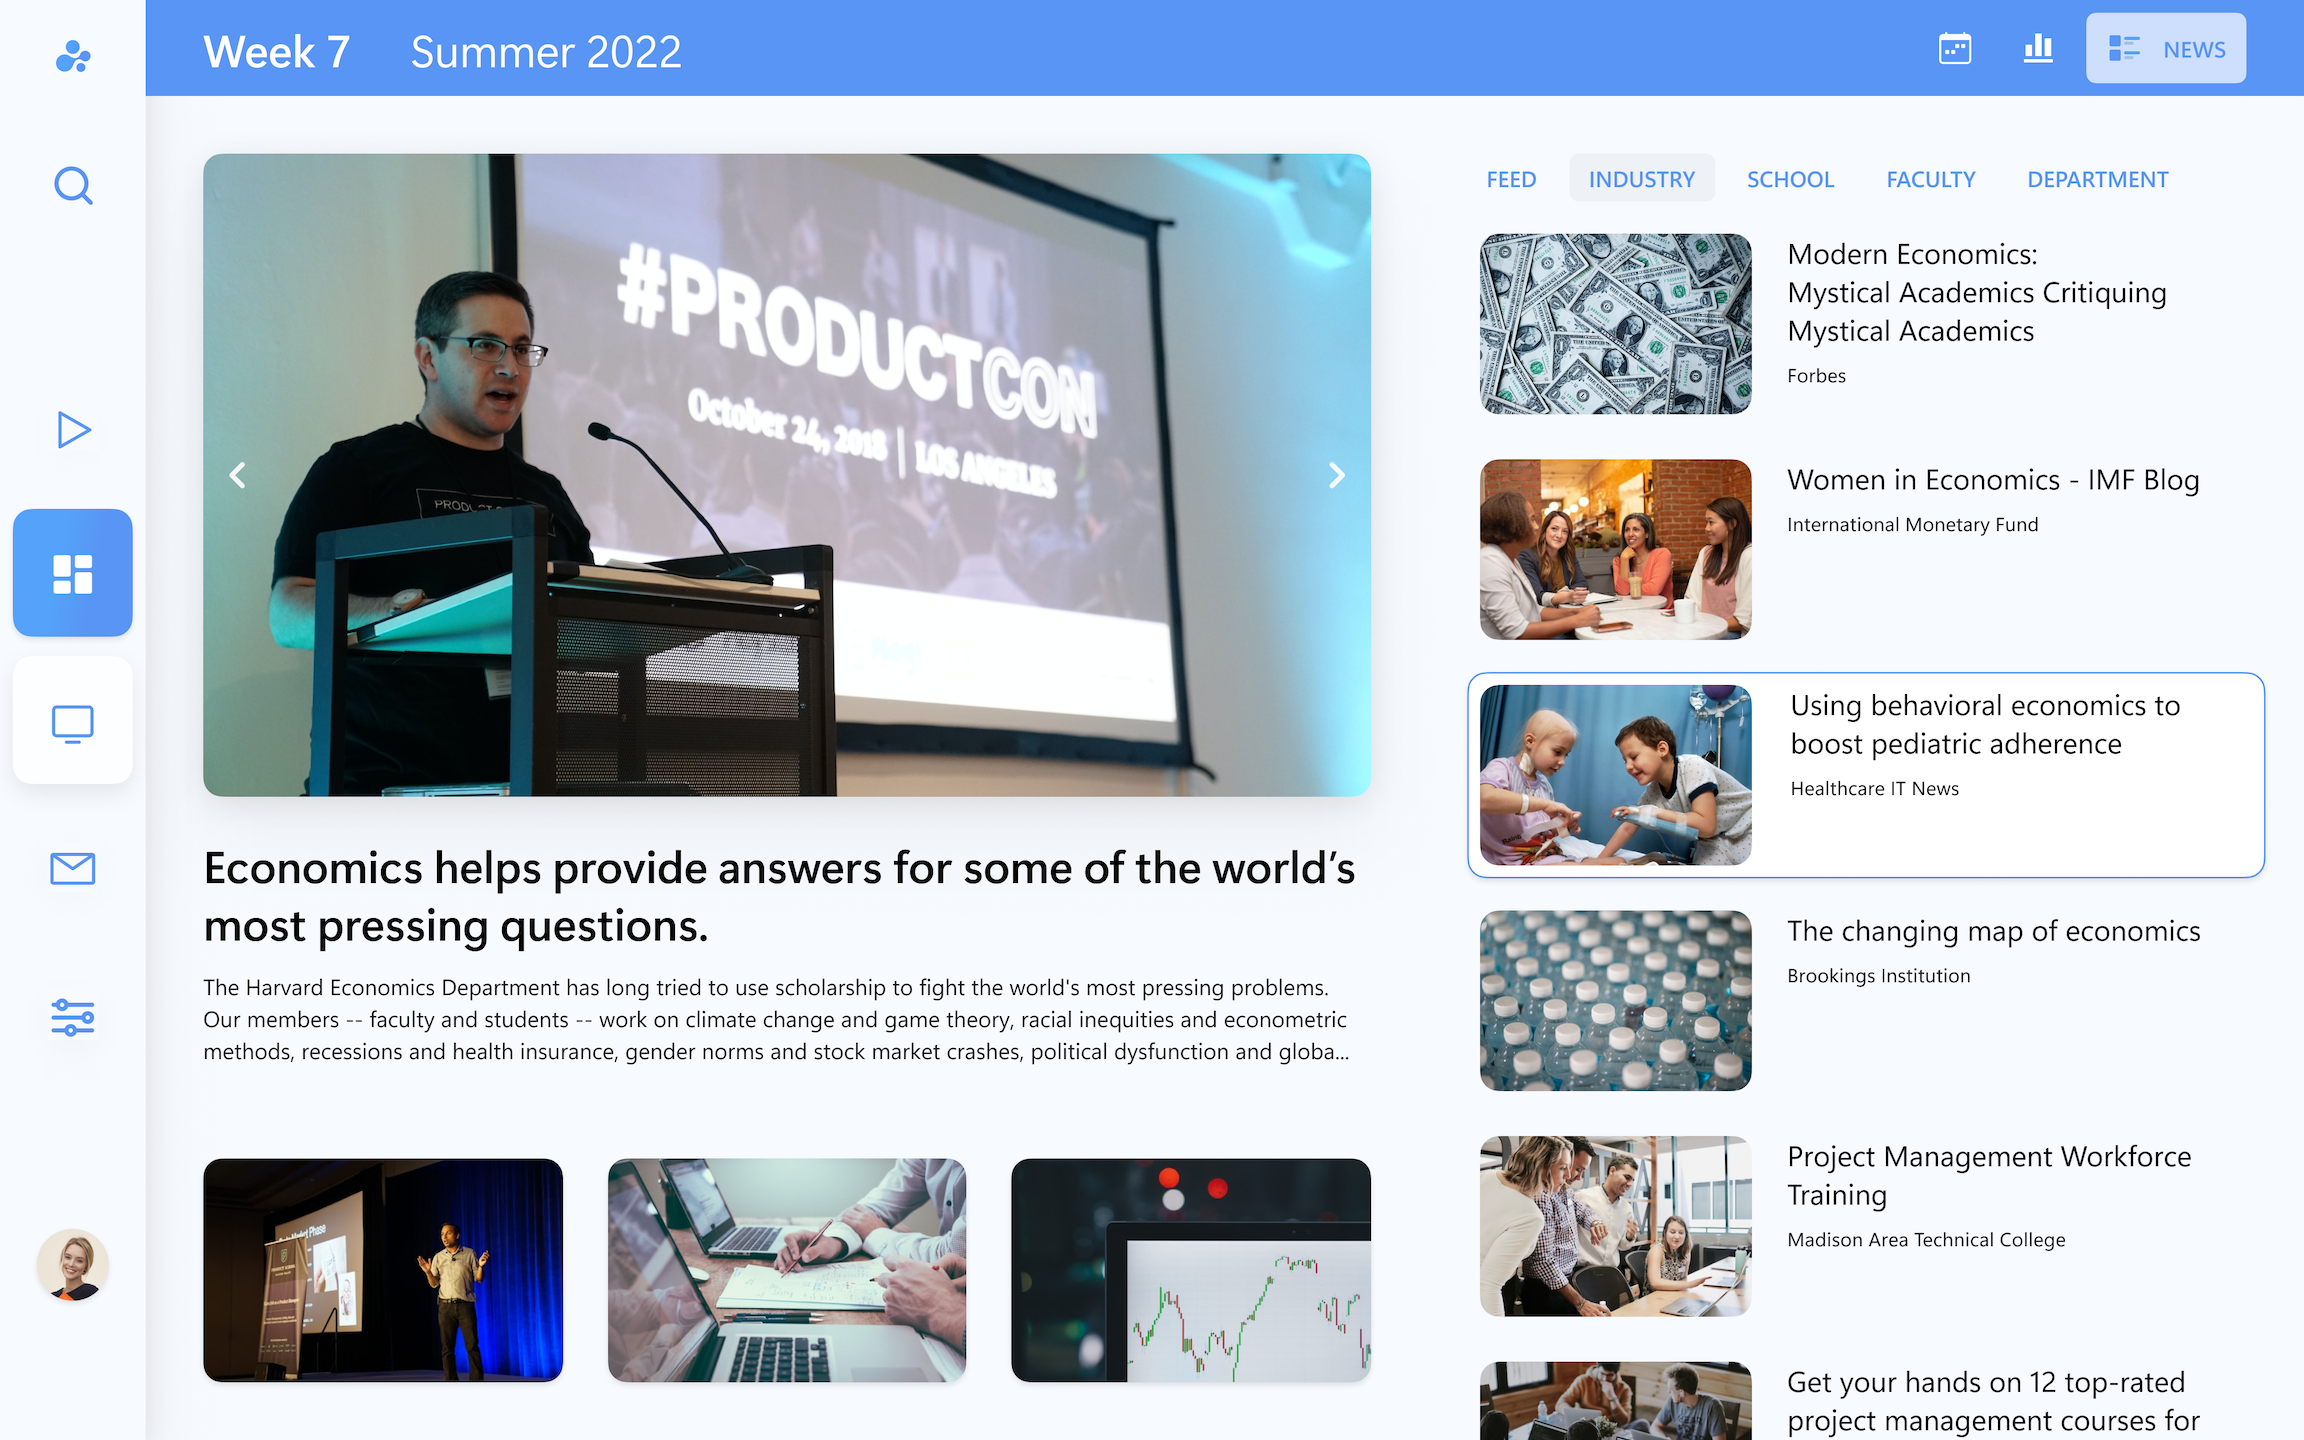 Week 7
Summer 2022
NEWS
#PRODUCTCON
October 24, 2018 | LOS ANGELES
FEED
INDUSTRY
SCHOOL
FACULTY
DEPARTMENT
Modern Economics:
Mystical Academics Critiquing
Mystical Academics
Forbes
Women in Economics - IMF Blog
International Monetary Fund
Using behavioral economics to
boost pediatric adherence
Healthcare IT News
The changing map of economics
Brookings Institution
Project Management Workforce
Training
Madison Area Technical College
Get your hands on 12 top-rated
project management courses for
Economics helps provide answers for some of the world’s
most pressing questions.
The Harvard Economics Department has long tried to use scholarship to fight the world's most pressing problems.
Our members -- faculty and students -- work on climate change and game theory, racial inequities and econometric
methods, recessions and health insurance, gender norms and stock market crashes, political dysfunction and globa...